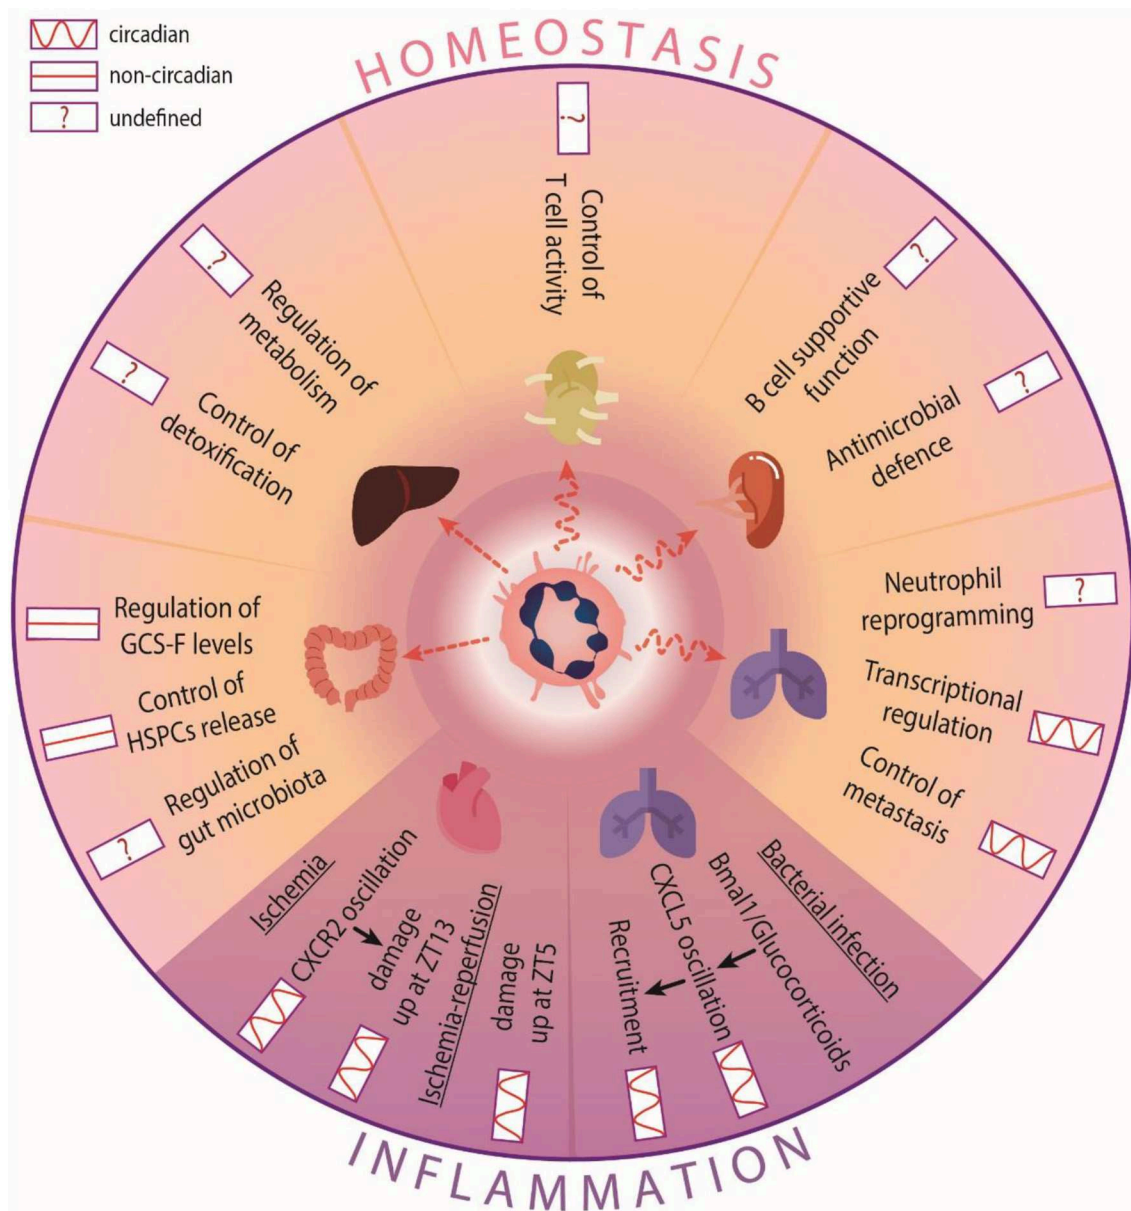 circadian
non-circadian
?
undefined
HOMEOSTASIS
?
Control of
T cell activity
?
B cell supportive
function
?
Antimicrobial
defence
?
Neutrophil
reprogramming
Transcriptional
regulation
Control of
metastasis
Bacterial infection
Bmal1/Glucocorticoids
CXCL5 oscillation
Recruitment
Ischemia-reperfusion
damage
up at ZT5
Ischemia
CXCR2 oscillation
damage
up at ZT13
?
Regulation of
gut microbiota
Control of
HSPCs release
Regulation of
GCS-F levels
?
Control of
detoxification
?
Regulation of
metabolism
INFLAMMATION